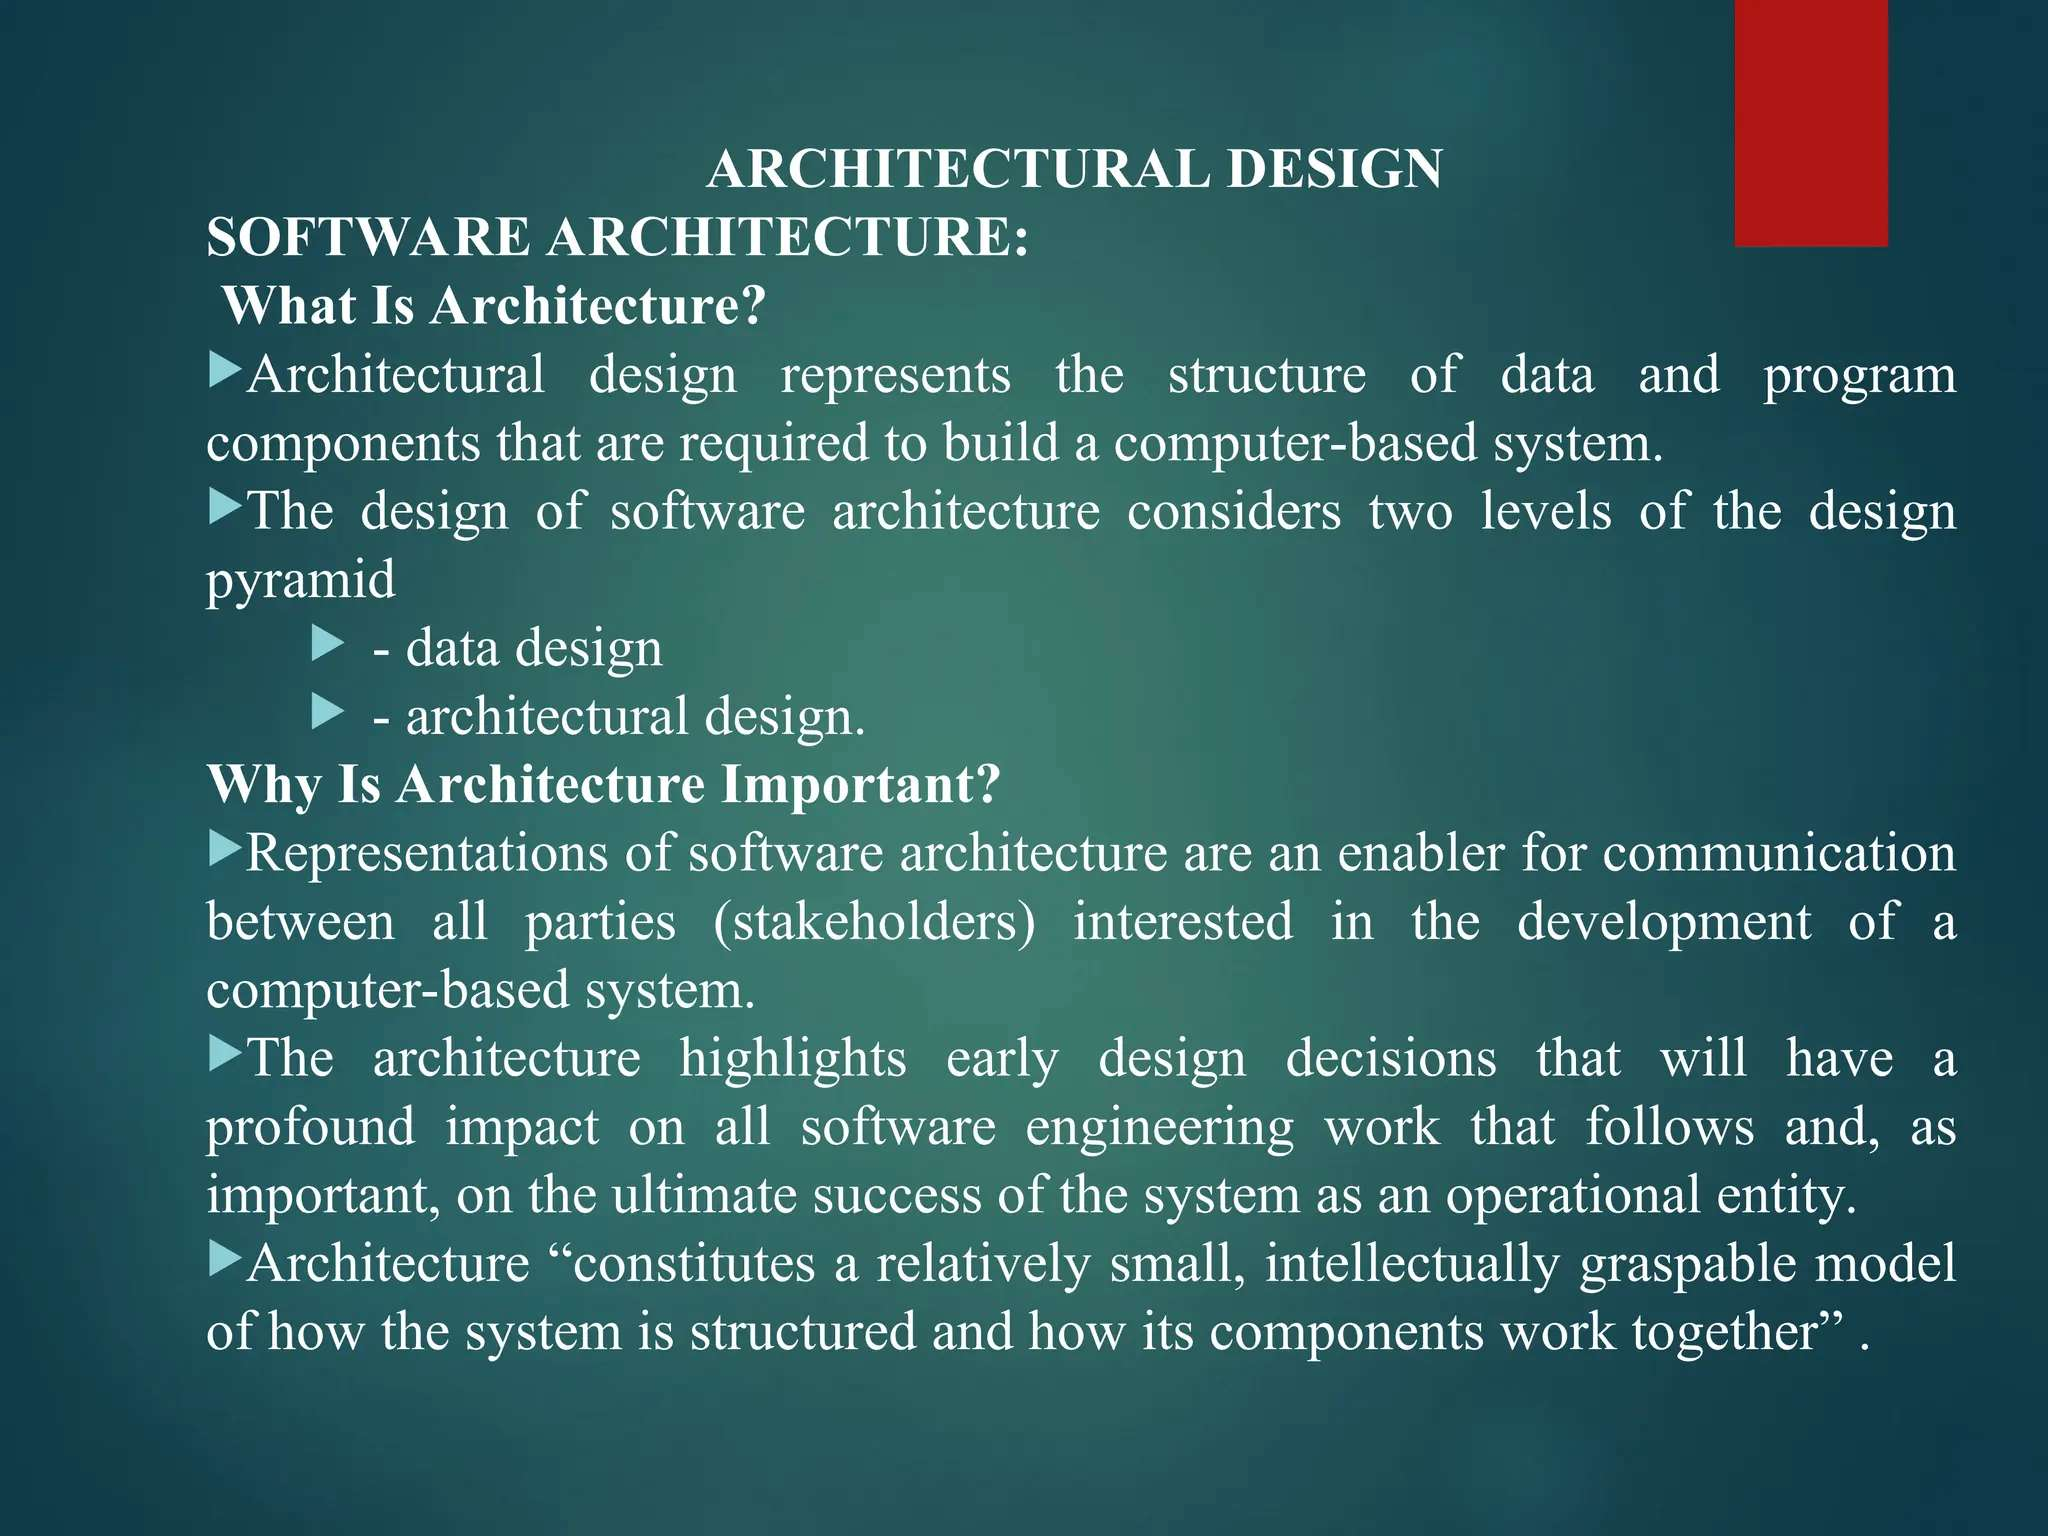 ARCHITECTURAL DESIGN
SOFTWARE ARCHITECTURE:
What Is Architecture?
Architectural design represents the structure of data and program
components that are required to build a computer-based system.
The design of software architecture considers two levels of the design
pyramid
- data design
- architectural design.
Why Is Architecture Important?
Representations of software architecture are an enabler for communication
between all parties (stakeholders) interested in the development of a
computer-based system.
The architecture highlights early design decisions that will have a
profound impact on all software engineering work that follows and, as
important, on the ultimate success of the system as an operational entity.
Architecture “constitutes a relatively small, intellectually graspable model
of how the system is structured and how its components work together” .